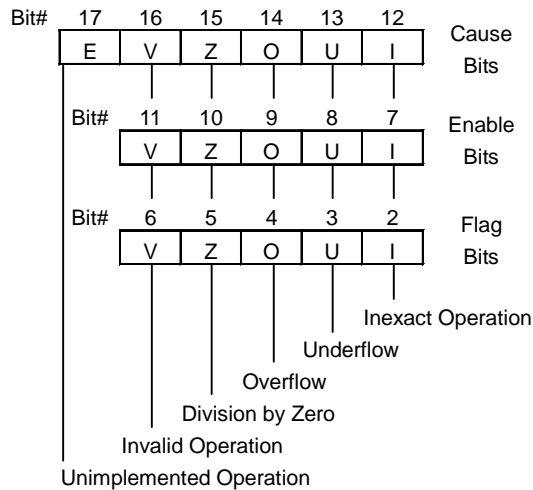 Bit# 17 16 15 14 13 12
E V Z O U I
Cause
Bits
Bit# 11 10 9 8 7
V Z O U I
Enable
Bits
Bit# 6 5 4 3 2
V Z O U I
Flag
Bits
Inexact Operation
Underflow
Overflow
Division by Zero
Invalid Operation
Unimplemented Operation